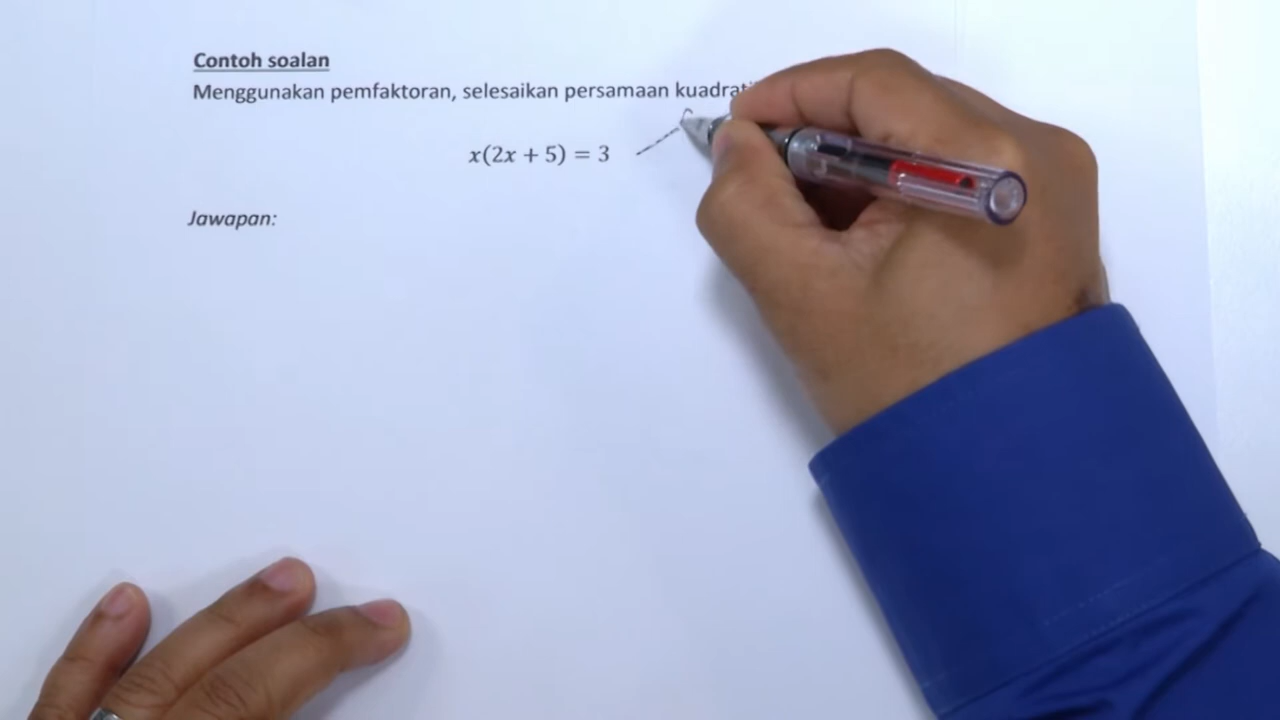 Contoh soalan
Menggunakan pemfaktoran, selesaikan persamaan
x(2x + 5) = 3
Jawapan: